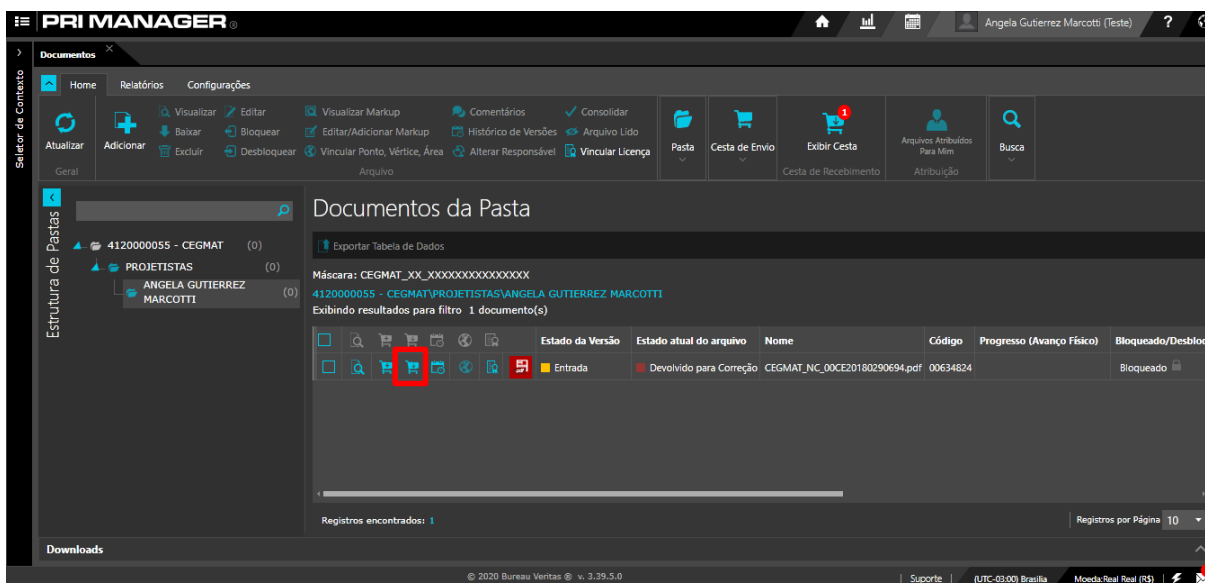 PRI MANAGER ®
Angela Gutierrez Marcotti (Teste) ?
Documentos
Seletor de Contexto
Home Relatórios Configurações
Atualizar
Geral
Adicionar
Visualizar Editar
Baixar Bloquear
Excluir Desbloquear
Visualizar Markup Comentários Consolidar
Editar/Adicionar Markup Histórico de Versões Arquivo Lido
Vincular Ponto, Vértice, Área Alterar Responsável Vincular Licença
Arquivo
Pasta
Cesta de Envio
1
Exibir Cesta
Cesta de Recebimento
Arquivos Atribuídos
Para Mim
Atribuição
Busca
Estrutura de Pastas
4120000055 - CEGMAT (0)
PROJETISTAS (0)
ANGELA GUTIERREZ
MARCOTTI (0)
Documentos da Pasta
Exportar Tabela de Dados
Máscara: CEGMAT_XX_XXXXXXXXXXXXXXX
4120000055 - CEGMAT\PROJETISTAS\ANGELA GUTIERREZ MARCOTTI
Exibindo resultados para filtro 1 documento(s)
Estado da Versão Estado atual do arquivo Nome Código Progresso (Avanço Físico) Bloqueado/Desbloq
Entrada Devolvido para Correção CEGMAT_NC_00CE20180290694.pdf 00634824 Bloqueado
Registros encontrados: 1
Registros por Página 10
Downloads
© 2020 Bureau Veritas ® v. 3.39.5.0
Suporte | (UTC-03:00) Brasília Moeda:Real Real (R$)